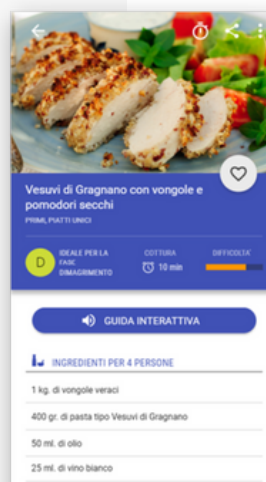 Vesuvi di Gragnano con vongole e
pomodori secchi
PRIMI, PIATTI UNICI
D
IDEALE PER LA
FASE
DIMAGRIMENTO
COTTURA
10 min
DIFFICOLTA'
GUIDA INTERATTIVA
INGREDIENTI PER 4 PERSONE
1 kg. di vongole veraci
400 gr. di pasta tipo Vesuvi di Gragnano
50 ml. di olio
25 ml. di vino bianco